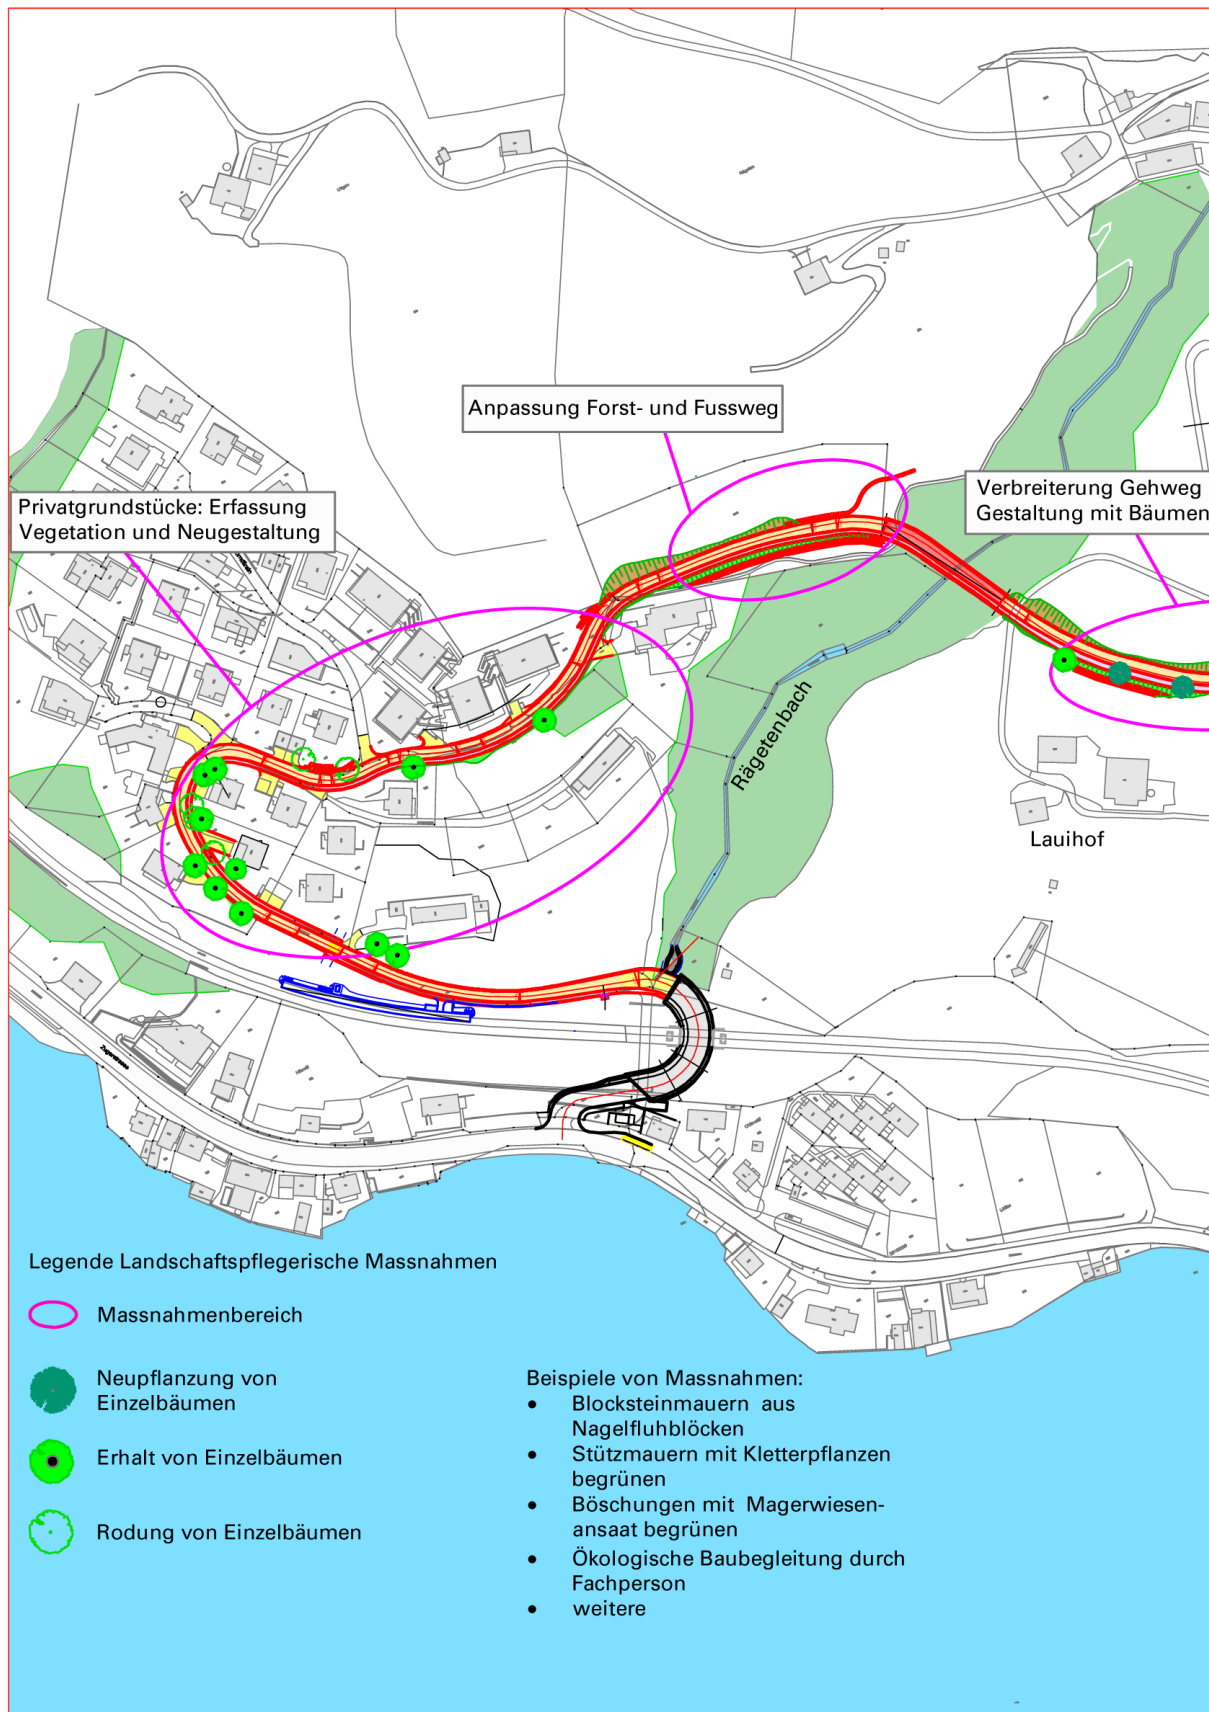 Anpassung Forst- und Fussweg
Privatgrundstücke: Erfassung
Vegetation und Neugestaltung
Verbreiterung Gehweg
Gestaltung mit Bäumen
Rägetenbach
Lauihof
Zugerstrasse
Legende Landschaftspflegerische Massnahmen
Massnahmenbereich
Neupflanzung von
Einzelbäumen
Erhalt von Einzelbäumen
Rodung von Einzelbäumen
Beispiele von Massnahmen:
• Blocksteinmauern aus
Nagelfluhblöcken
• Stützmauern mit Kletterpflanzen
begrünen
• Böschungen mit Magerwiesen-
ansaat begrünen
• Ökologische Baubegleitung durch
Fachperson
• weitere